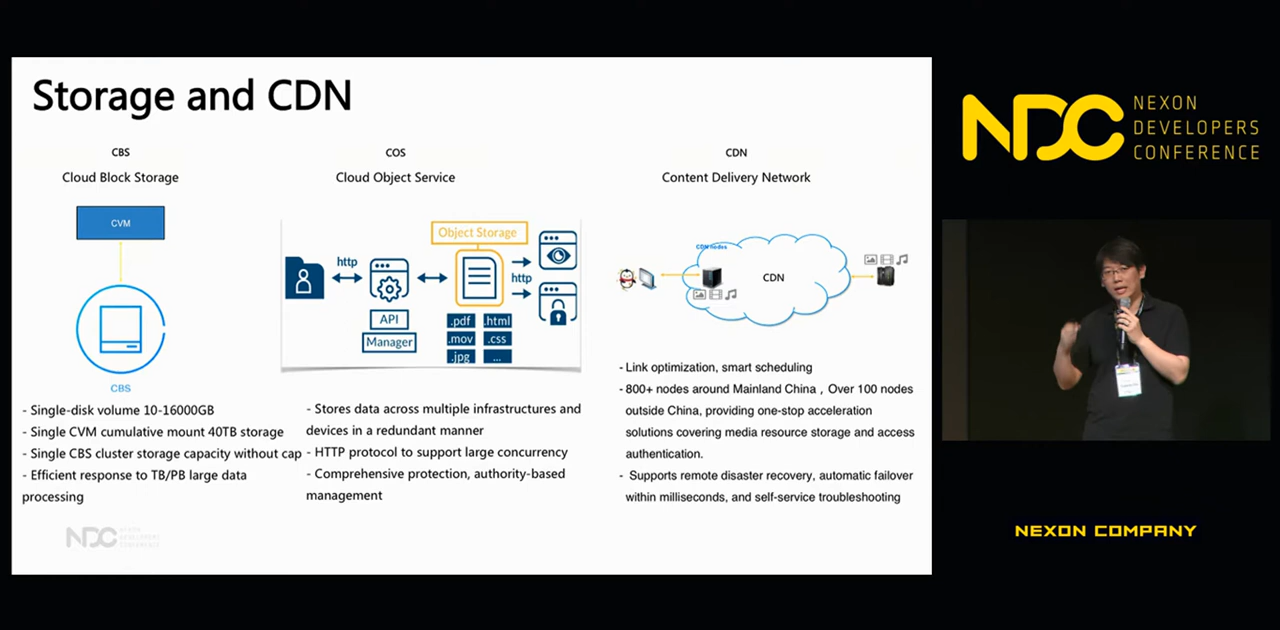 Storage and CDN
CBS
Cloud Block Storage
CVM
CBS
- Single-disk volume 10-16000GB
- Single CVM cumulative mount 40TB storage
- Single CBS cluster storage capacity without cap
- Efficient response to TB/PB large data
processing
COS
Cloud Object Service
Object Storage
http
http
API
Manager
.pdf .html
.mov .css
.jpg ...
- Stores data across multiple infrastructures and
devices in a redundant manner
- HTTP protocol to support large concurrency
- Comprehensive protection, authority-based
management
CDN
Content Delivery Network
CDN nodes
CDN
- Link optimization, smart scheduling
- 800+ nodes around Mainland China , Over 100 nodes
outside China, providing one-stop acceleration
solutions covering media resource storage and access
authentication.
- Supports remote disaster recovery, automatic failover
within milliseconds, and self-service troubleshooting
NDC
NEXON
DEVELOPERS
CONFERENCE
NDC
NEXON
DEVELOPERS
CONFERENCE
NEXON COMPANY